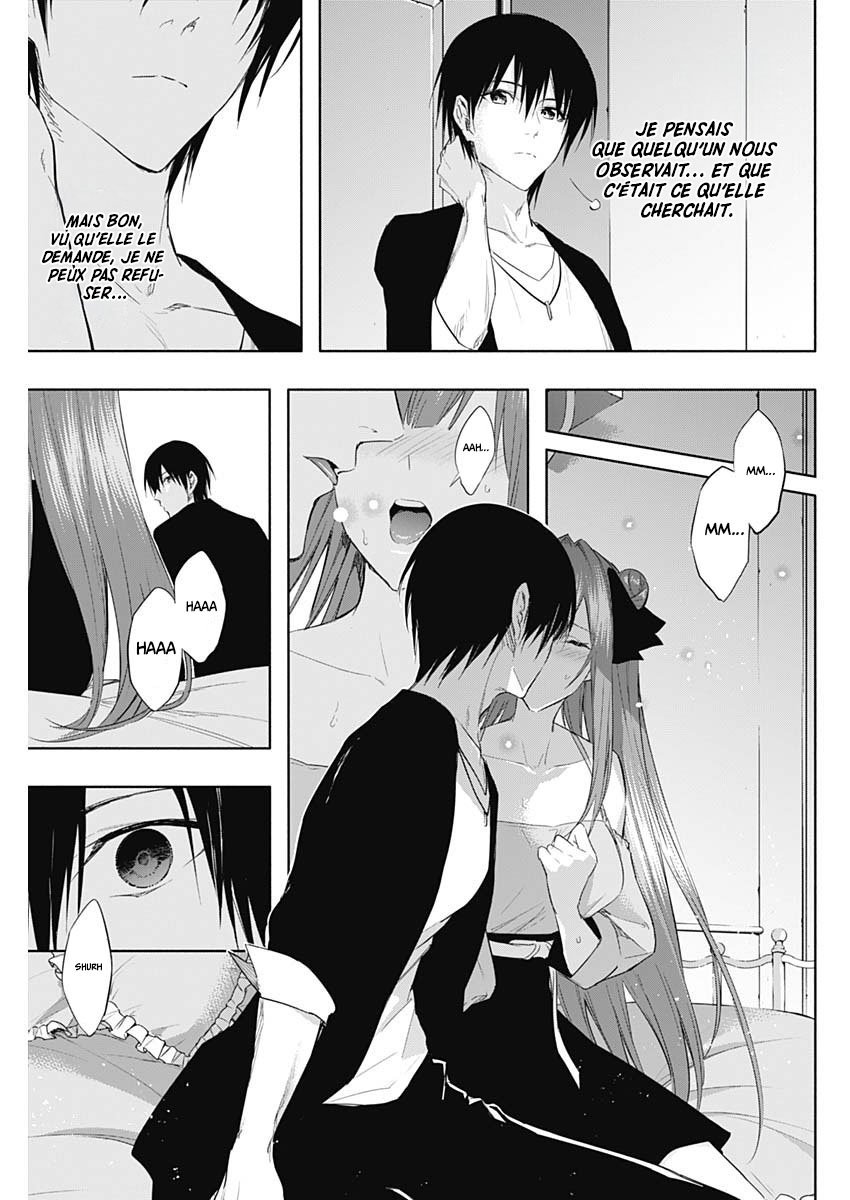 JE PENSAIS
QUE QUELQU'UN NOUS
OBSERVAIT... ET QUE
C'ÉTAIT CE QU'ELLE
CHERCHAIT.
MAIS BON,
VU QU'ELLE LE
DEMANDE, JE NE
PEUX PAS REFU-
SER...
MM...
MM...
AAH...
HAAA
HAAA
SHURH